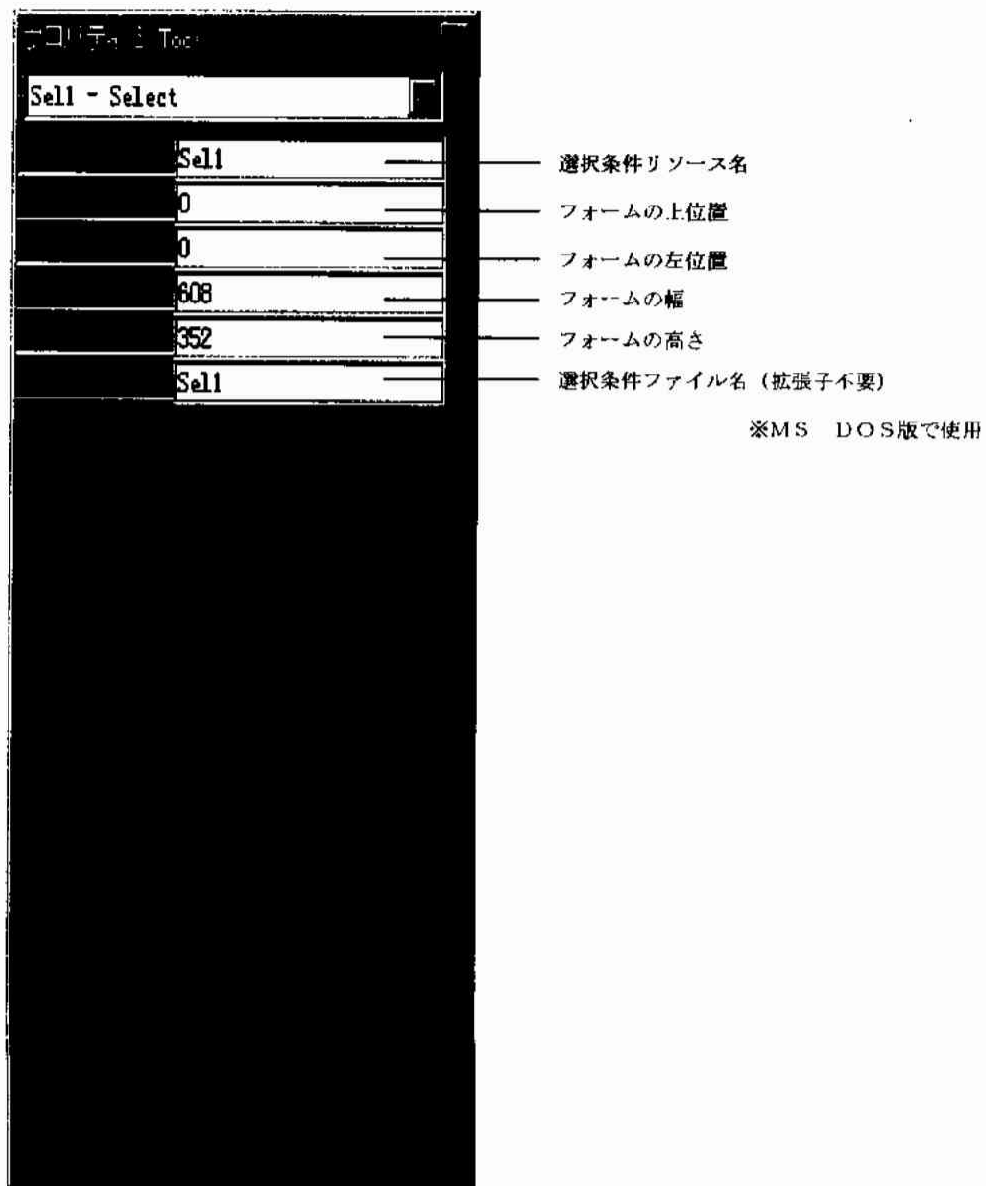 Sel1 - Select
Sel1 選択条件リソース名
0 フォームの上位置
0 フォームの左位置
608 フォームの幅
352 フォームの高さ
Sel1 選択条件ファイル名（拡張子不要）
※MS DOS版で使用